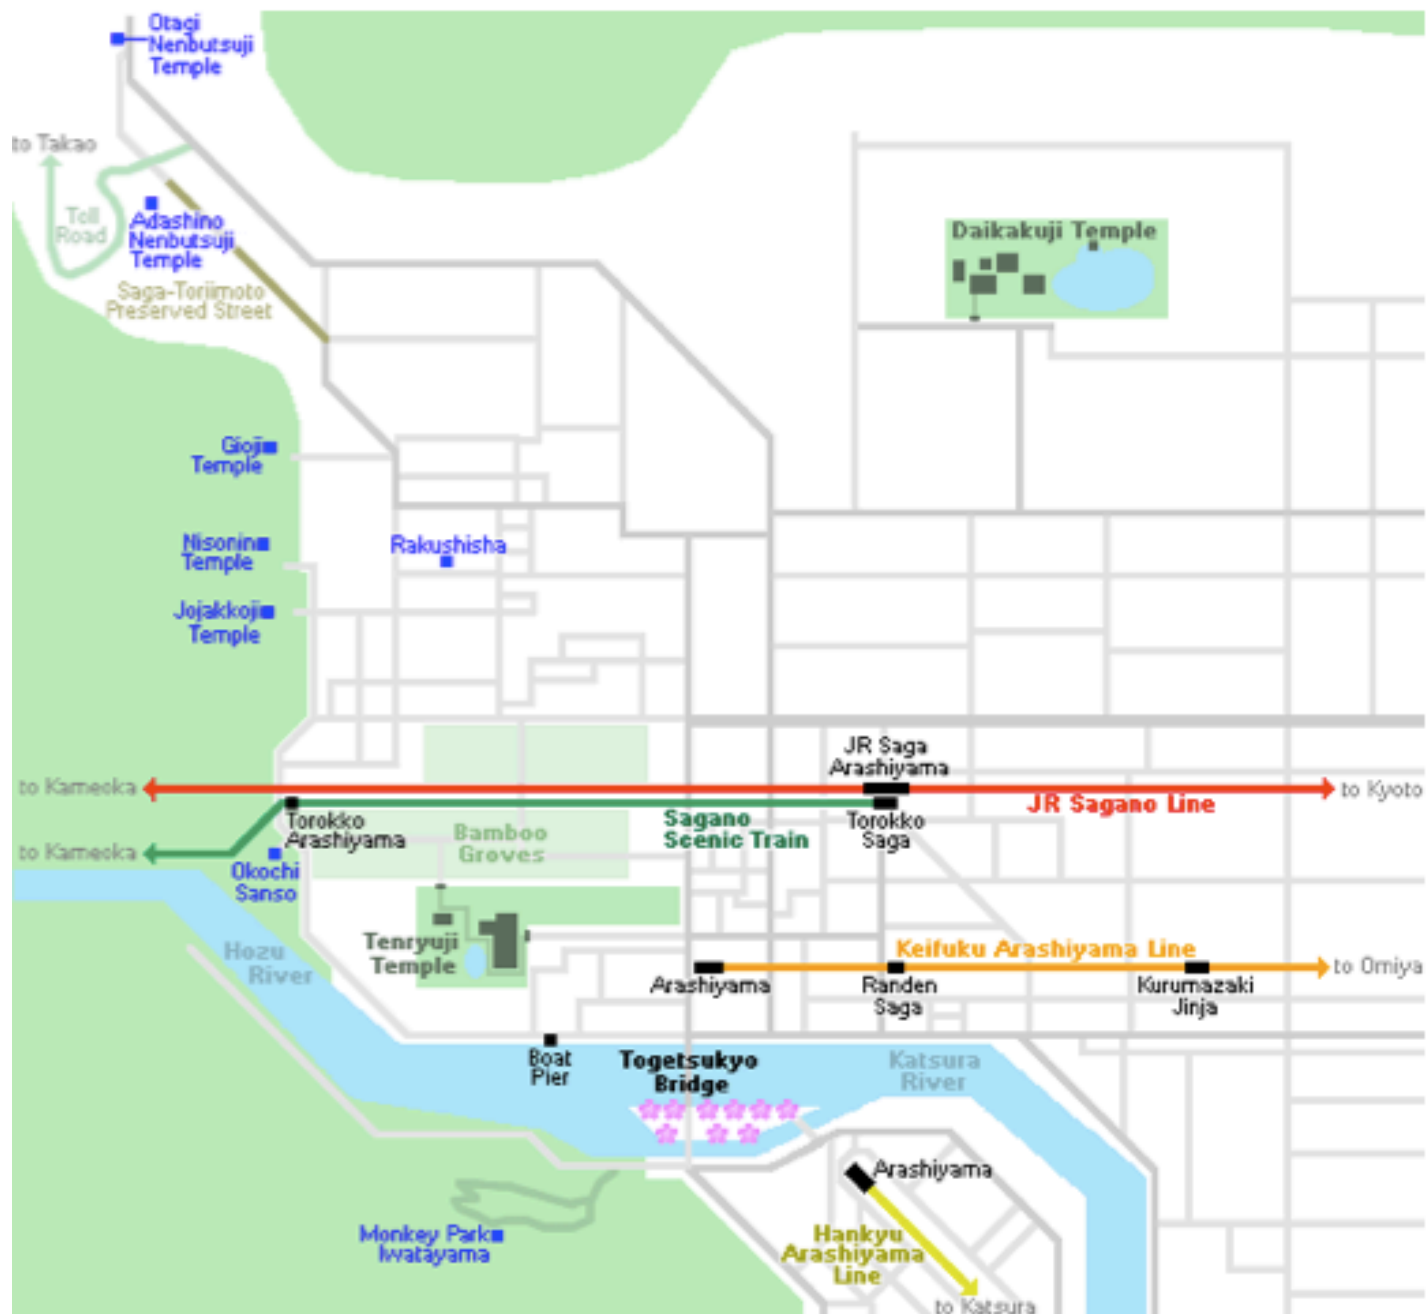 Otagi
Nenbutsuji
Temple
to Takao
Toll
Road
Adashino
Nenbutsuji
Temple
Saga-Toriimoto
Preserved Street
Daikakuji Temple
Gioji
Temple
Nisonin
Temple
Rakushisha
Jojakkoji
Temple
JR Saga
Arashiyama
to Kameoka
to Kyoto
JR Sagano Line
Torokko
Arashiyama
Bamboo
Groves
Sagano
Scenic Train
Torokko
Saga
to Kameoka
Okochi
Sanso
Tenryuji
Temple
Hozu
River
Keifuku Arashiyama Line
to Omiya
Arashiyama
Randen
Saga
Kurumazaki
Jinja
Boat
Pier
Togetsukyo
Bridge
Katsura
River
Arashiyama
Monkey Park
Iwatayama
Hankyu
Arashiyama
Line
to Katsura